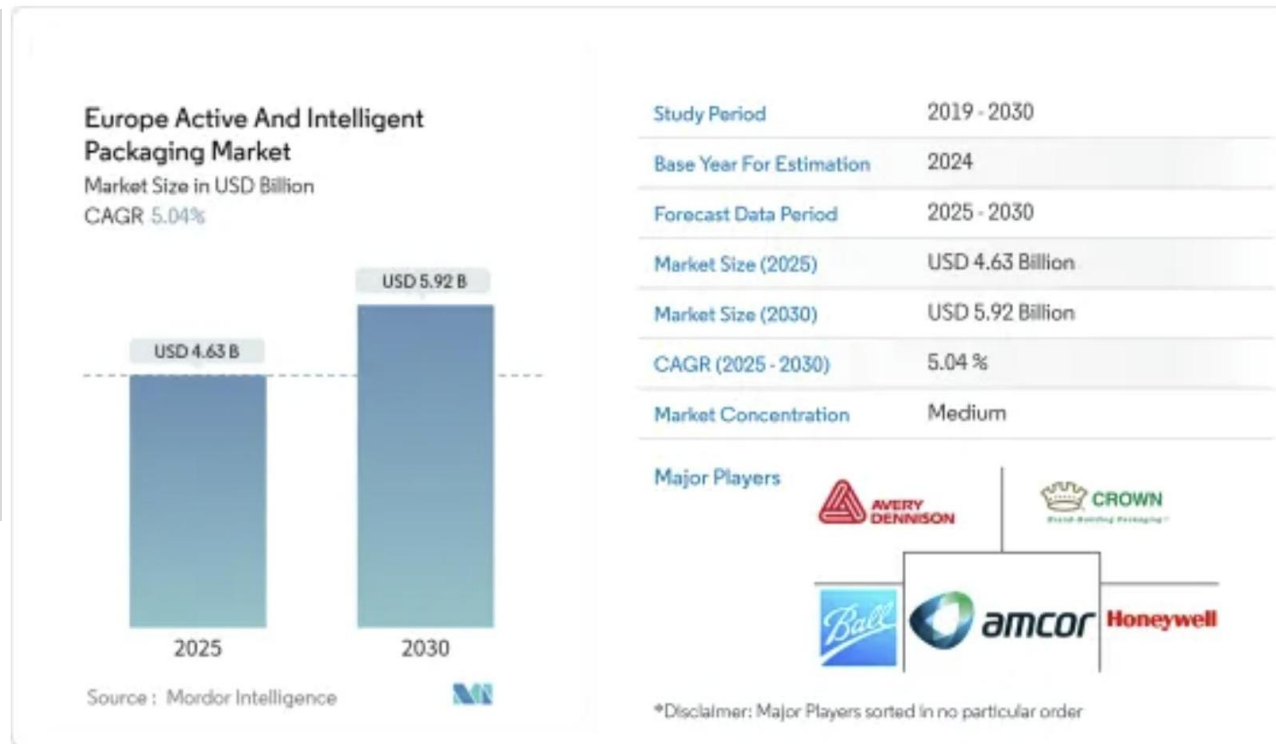 Europe Active And Intelligent
Packaging Market
Market Size in USD Billion
CAGR 5.04%
USD 5.92 B
USD 4.63 B
2025
2030
Source : Mordor Intelligence
Study Period 2019 - 2030
Base Year For Estimation 2024
Forecast Data Period 2025 - 2030
Market Size (2025) USD 4.63 Billion
Market Size (2030) USD 5.92 Billion
CAGR (2025 - 2030) 5.04 %
Market Concentration Medium
Major Players
AVERY
DENNISON
CROWN
Brand-Building Packaging™
Ball
amcor
Honeywell
*Disclaimer: Major Players sorted in no particular order